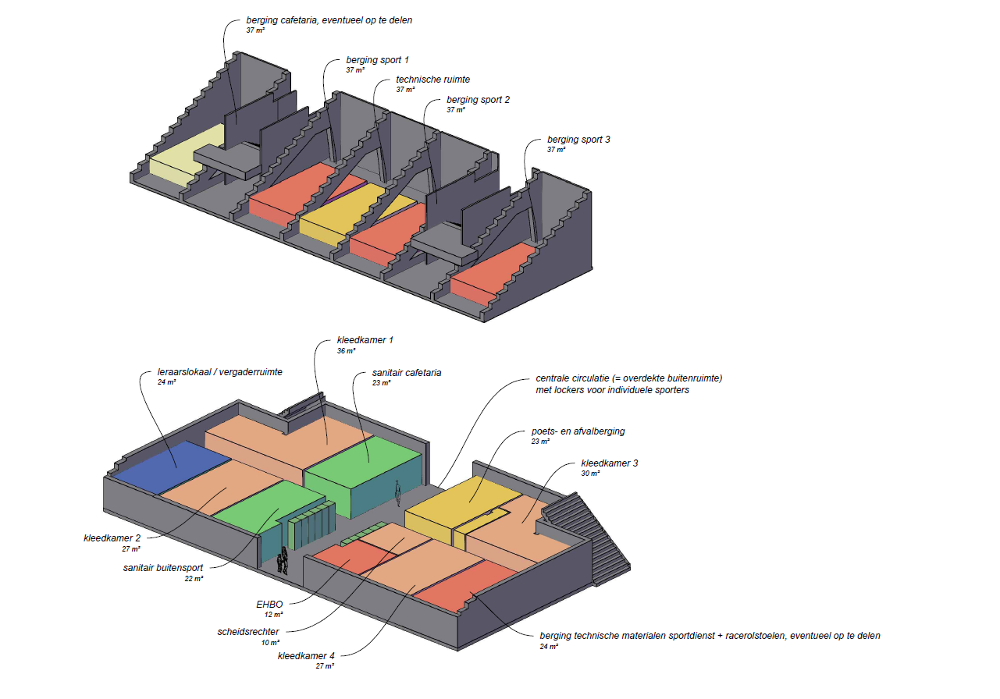 berging cafetaria, eventueel op te delen
37 m²
berging sport 1
37 m²
technische ruimte
37 m²
berging sport 2
37 m²
berging sport 3
37 m²
kleedkamer 1
36 m²
leraarslokaal / vergaderruimte
24 m²
sanitair cafetaria
23 m²
centrale circulatie (= overdekte buitenruimte)
met lockers voor individuele sporters
poets- en afvalberging
23 m²
kleedkamer 3
30 m²
kleedkamer 2
27 m²
sanitair buitensport
22 m²
EHBO
12 m²
scheidsrechter
10 m²
kleedkamer 4
27 m²
berging technische materialen sportdienst + racerolstoelen, eventueel op te delen
24 m²